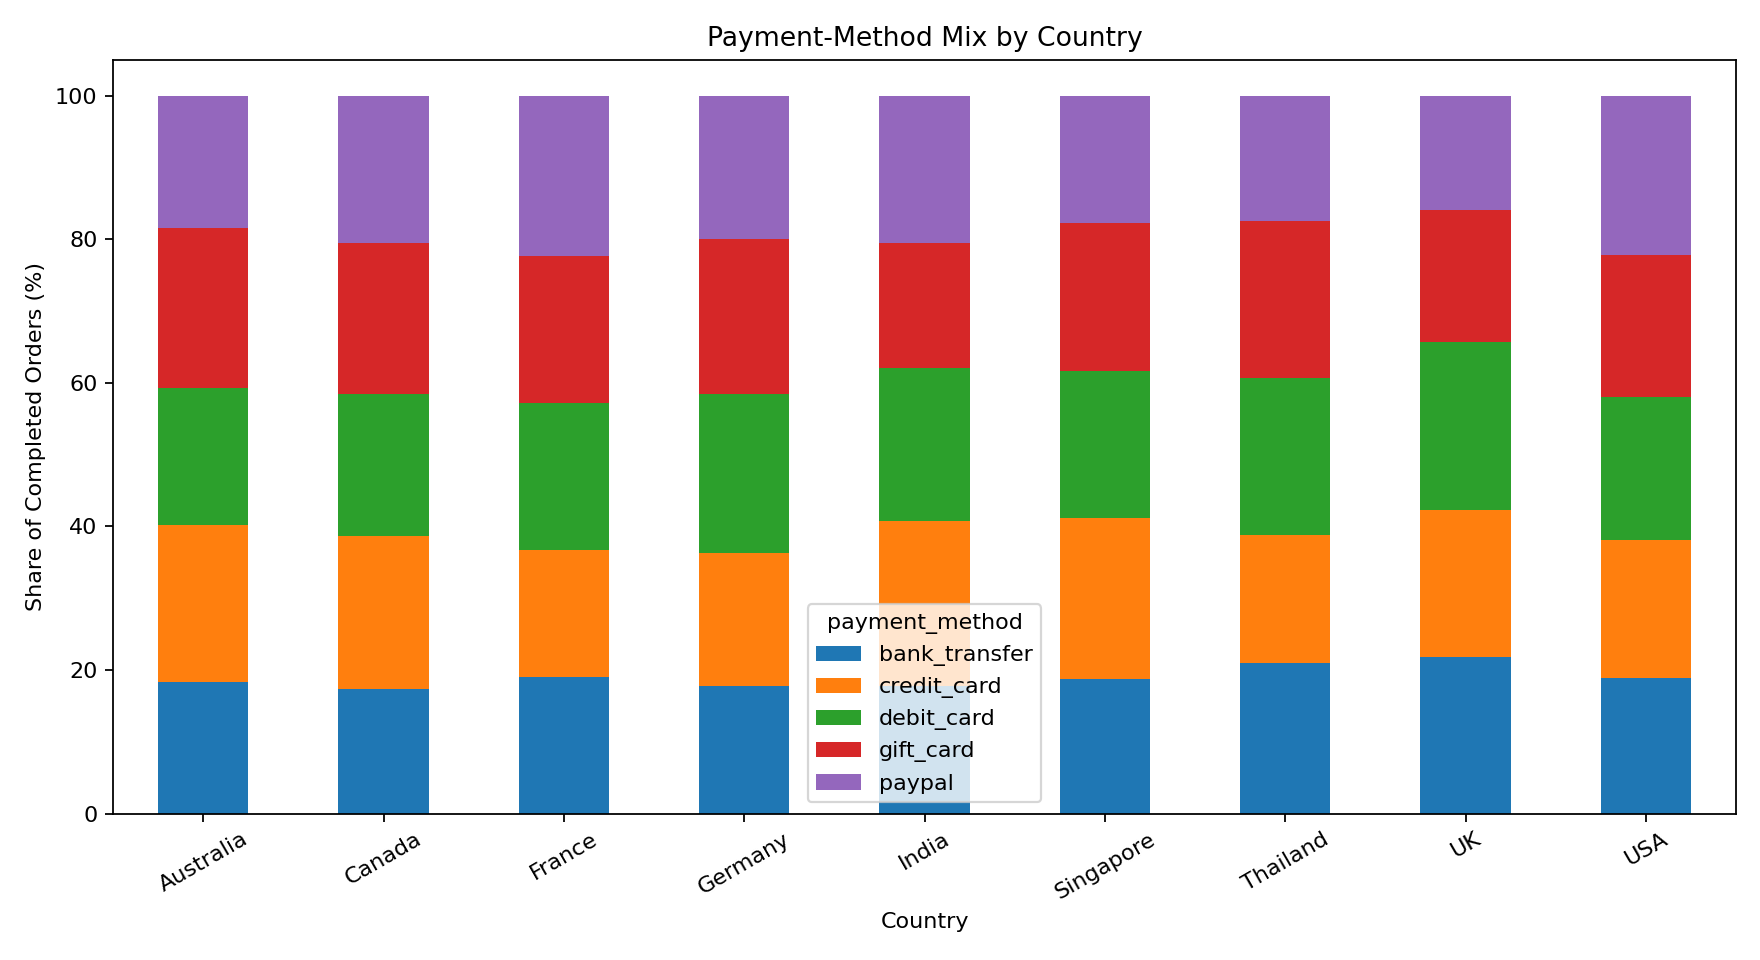 Payment-Method Mix by Country
Share of Completed Orders (%)
100
80
60
40
20
0
payment_method
bank_transfer
credit_card
debit_card
gift_card
paypal
Australia
Canada
France
Germany
India
Singapore
Thailand
UK
USA
Country